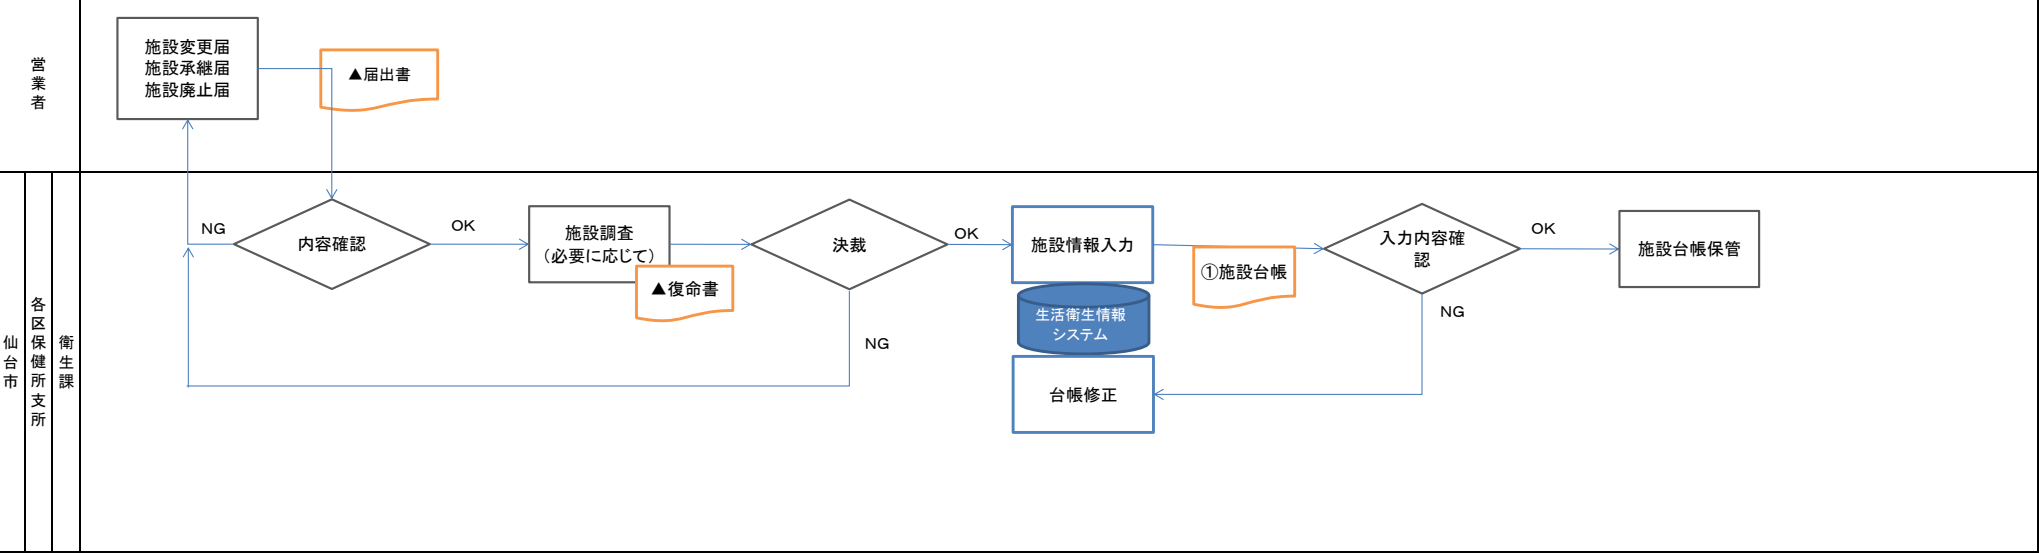 営業者
施設変更届
施設承継届
施設廃止届
▲届出書
仙台市
各区保健所支所
衛生課
NG
内容確認
OK
施設調査
（必要に応じて）
▲復命書
決裁
OK
NG
施設情報入力
生活衛生情報
システム
台帳修正
①施設台帳
入力内容確
認
OK
NG
施設台帳保管